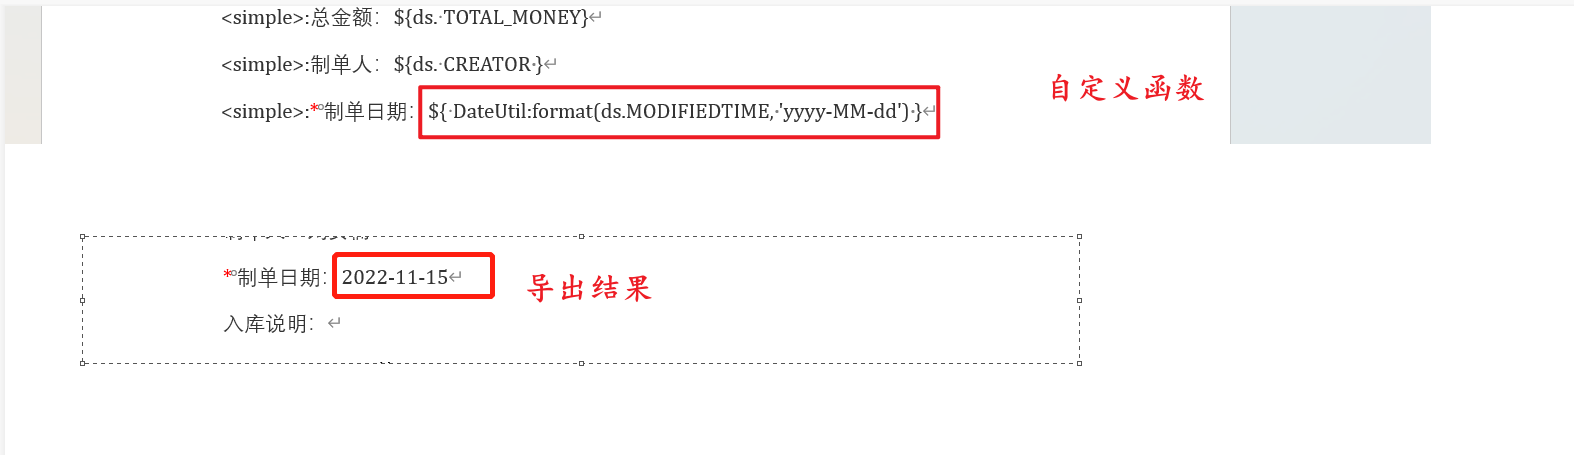 <simple>:总金额：${ds. TOTAL_MONEY}
<simple>:制单人：${ds. CREATOR }
<simple>:*制单日期：${ DateUtil:format(ds.MODIFIEDTIME, 'yyyy-MM-dd') }
自定义函数
*制单日期：2022-11-15
导出结果
入库说明：